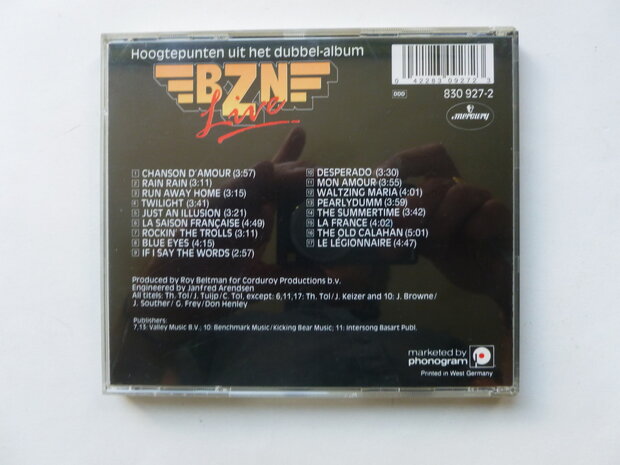 Hoogtepunten uit het dubbel-album
BZN
Live
0 42283 09272 3
DDD 830 927-2
mercury
1 CHANSON D'AMOUR (3:57)
2 RAIN RAIN (3:11)
3 RUN AWAY HOME (3:15)
4 TWILIGHT (3:41)
5 JUST AN ILLUSION (3:21)
6 LA SAISON FRANÇAISE (4:49)
7 ROCKIN' THE TROLLS (3:11)
8 BLUE EYES (4:15)
9 IF I SAY THE WORDS (2:57)
10 DESPERADO (3:30)
11 MON AMOUR (3:55)
12 WALTZING MARIA (4:01)
13 PEARLYDUMM (3:59)
14 THE SUMMERTIME (3:42)
15 LA FRANCE (4:02)
16 THE OLD CALAHAN (5:01)
17 LE LÉGIONNAIRE (4:47)
Produced by Roy Beltman for Corduroy Productions b.v.
Engineered by Janfred Arendsen
All titels: Th. Tol/J. Tuijp/C. Tol, except: 6,11,17: Th. Tol/J. Keizer and 10: J. Browne/
J. Souther/G. Frey/Don Henley
Publishers:
7,13: Valley Music B.V.; 10: Benchmark Music/Kicking Bear Music; 11: Intersong Basart Publ.
marketed by
phonogram
Printed in West Germany